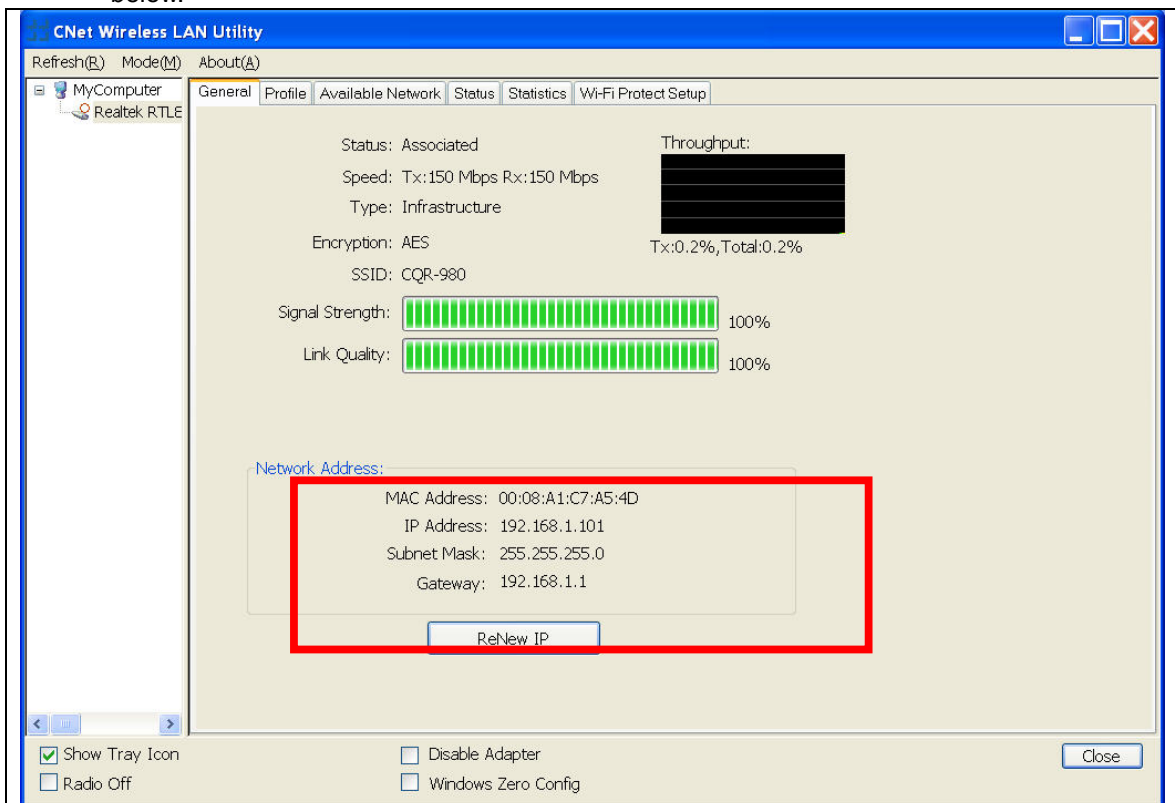 below.
CNet Wireless LAN Utility
Refresh(R) Mode(M) About(A)
MyComputer
Realtek RTL8
General Profile Available Network Status Statistics Wi-Fi Protect Setup
Status: Associated
Throughput:
Speed: Tx:150 Mbps Rx:150 Mbps
Type: Infrastructure
Encryption: AES
Tx:0.2%,Total:0.2%
SSID: CQR-980
Signal Strength: 100%
Link Quality: 100%
Network Address:
MAC Address: 00:08:A1:C7:A5:4D
IP Address: 192.168.1.101
Subnet Mask: 255.255.255.0
Gateway: 192.168.1.1
ReNew IP
Show Tray Icon
Disable Adapter
Close
Radio Off
Windows Zero Config